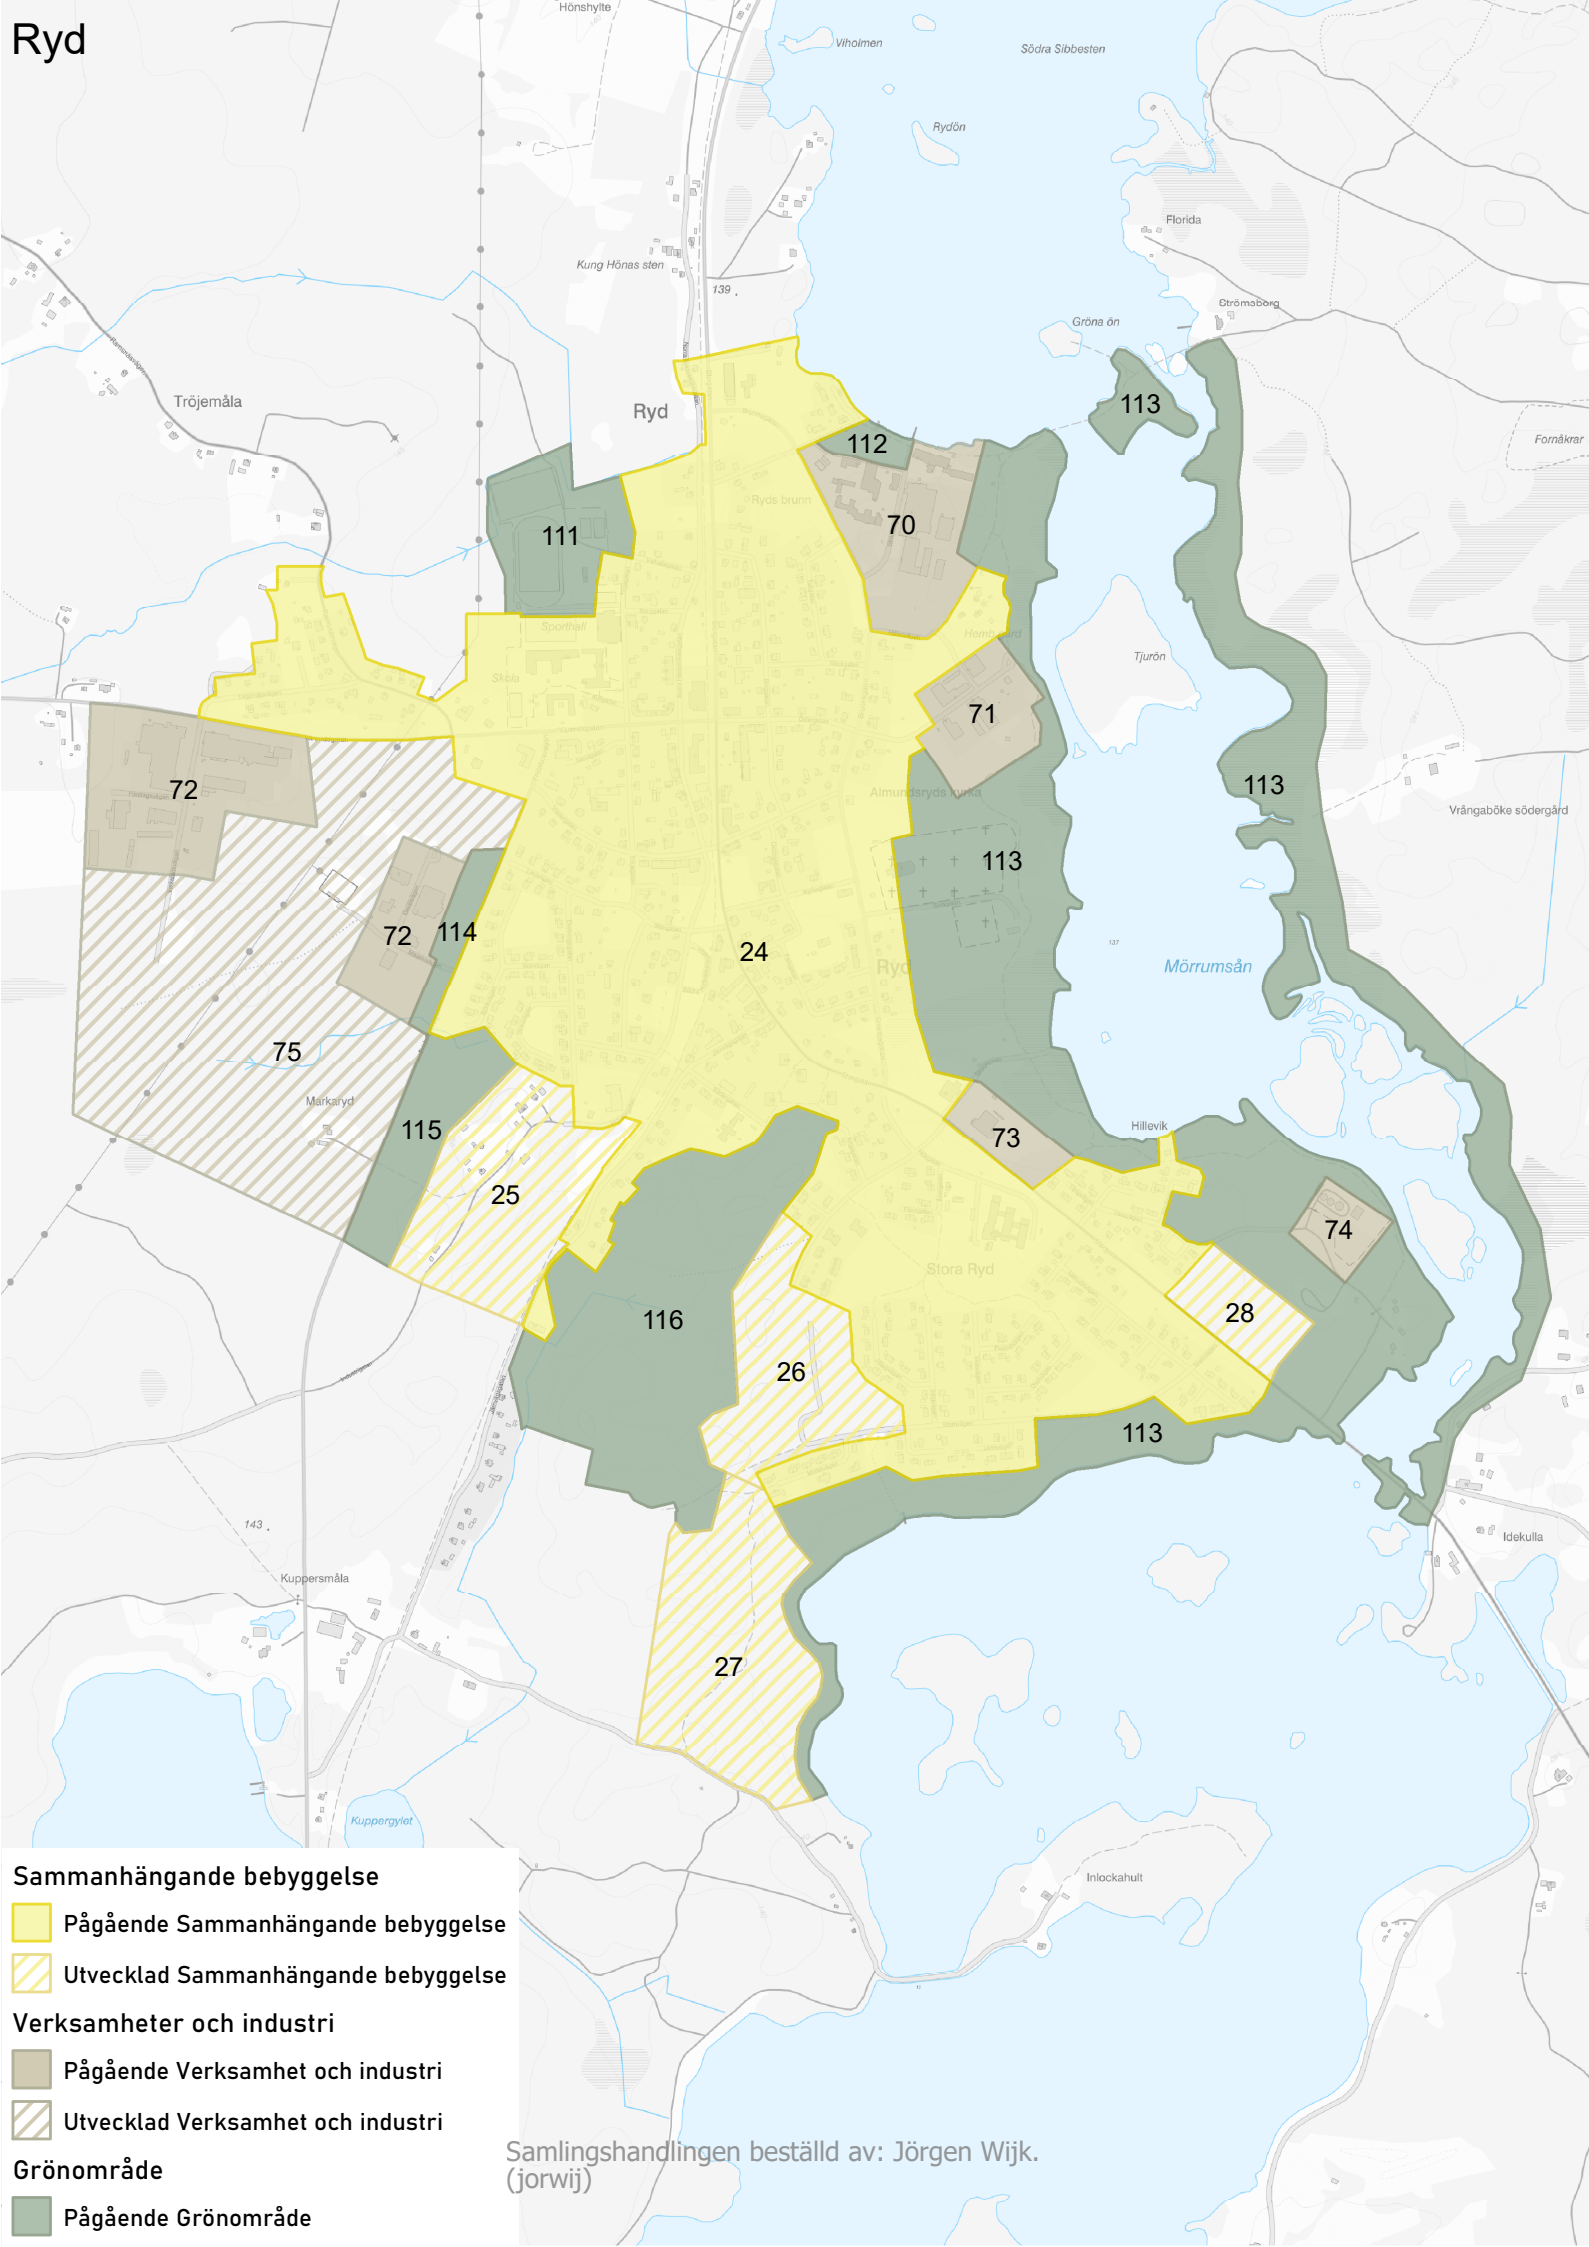 Ryd
Hönshylte
Viholmen
Södra Sibbesten
Rydön
Florida
Kung Hönas sten
139
Strömsborg
Gröna ön
Tröjemåla
Ryd
113
Fornåkrar
112
Ryds brunn
111
70
Sporthall
Hembygård
Tjurön
Skola
71
72
113
Almundsryds kyrka
Vrångaböke södergård
113
72
114
24
137
Ryd
Mörrumsån
75
Markaryd
115
73
Hillevik
25
74
Stora Ryd
28
116
26
113
143
Idekulla
Kuppersmåla
27
Kuppergylet
Inlockahult
Sammanhängande bebyggelse
Pågående Sammanhängande bebyggelse
Utvecklad Sammanhängande bebyggelse
Verksamheter och industri
Pågående Verksamhet och industri
Utvecklad Verksamhet och industri
Grönområde
Pågående Grönområde
Samlingshandlingen beställd av: Jörgen Wijk.
(jorwij)